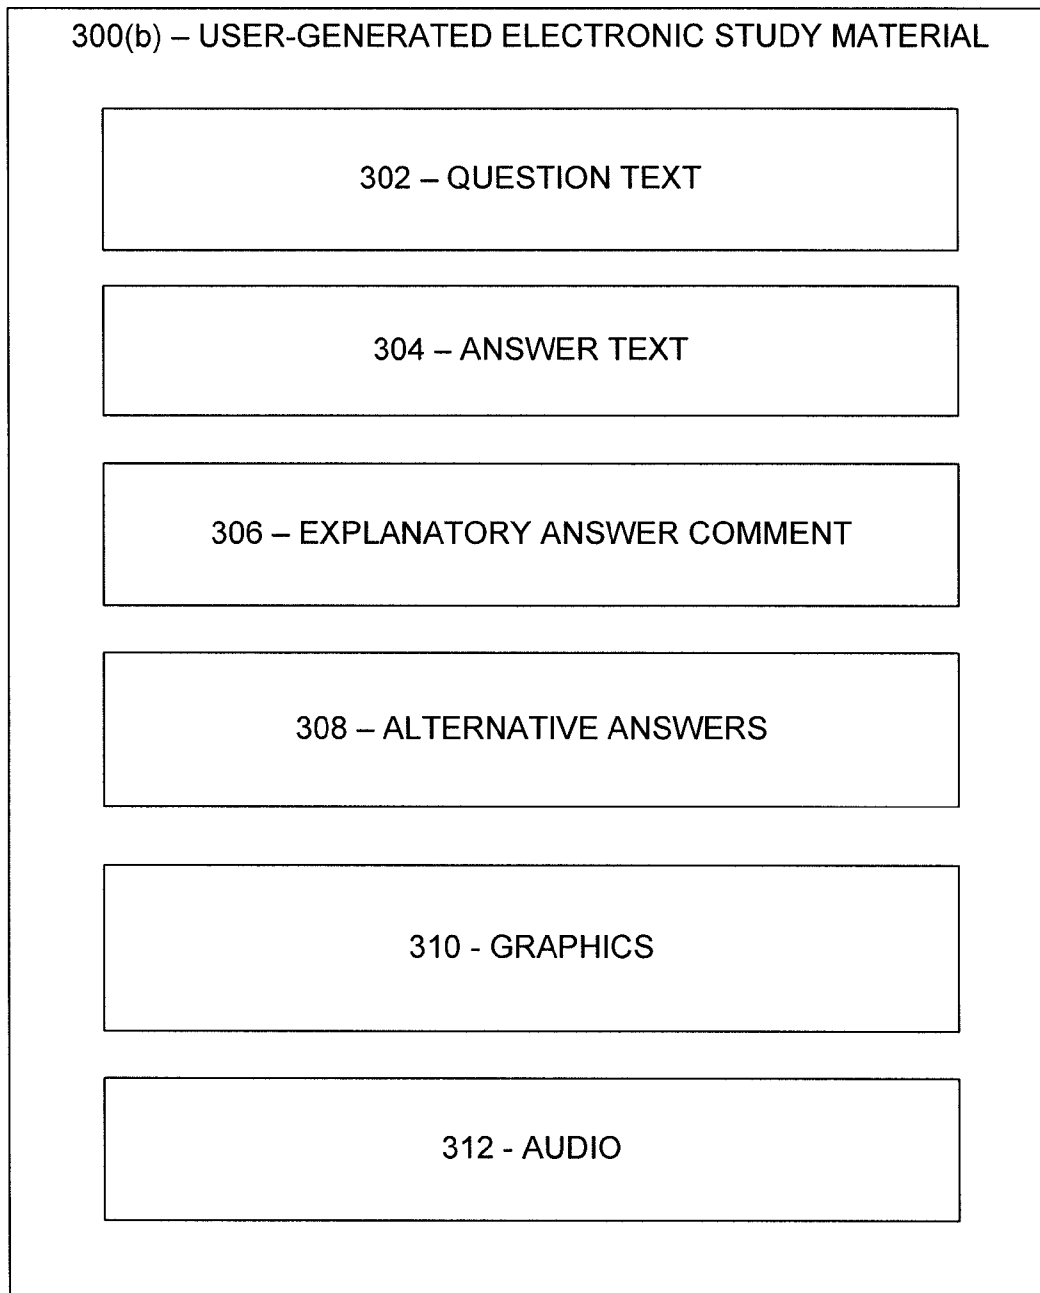 300(b) – USER-GENERATED ELECTRONIC STUDY MATERIAL
302 – QUESTION TEXT
304 – ANSWER TEXT
306 – EXPLANATORY ANSWER COMMENT
308 – ALTERNATIVE ANSWERS
310 - GRAPHICS
312 - AUDIO